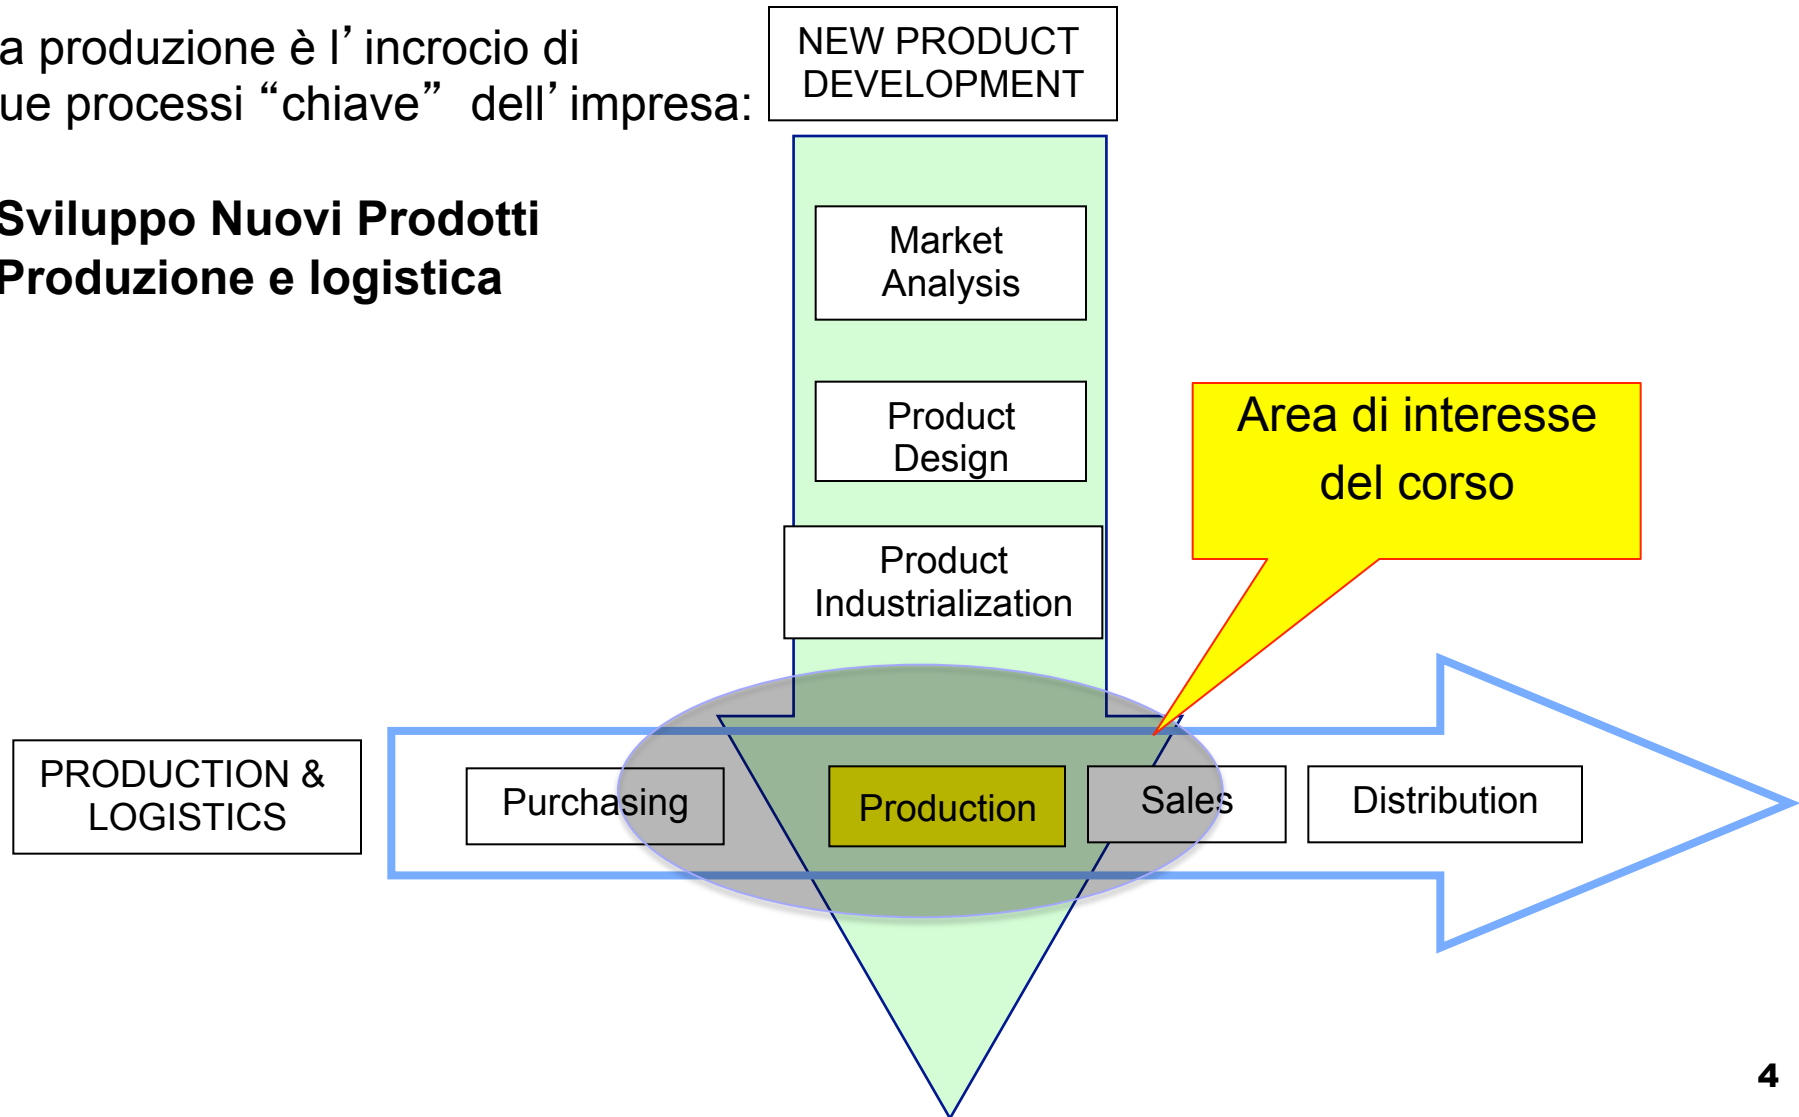 a produzione è l’incrocio di
ue processi “chiave” dell’impresa:
Sviluppo Nuovi Prodotti
Produzione e logistica
NEW PRODUCT
DEVELOPMENT
Market
Analysis
Product
Design
Product
Industrialization
Area di interesse
del corso
PRODUCTION &
LOGISTICS
Purchasing
Production
Sales
Distribution
4